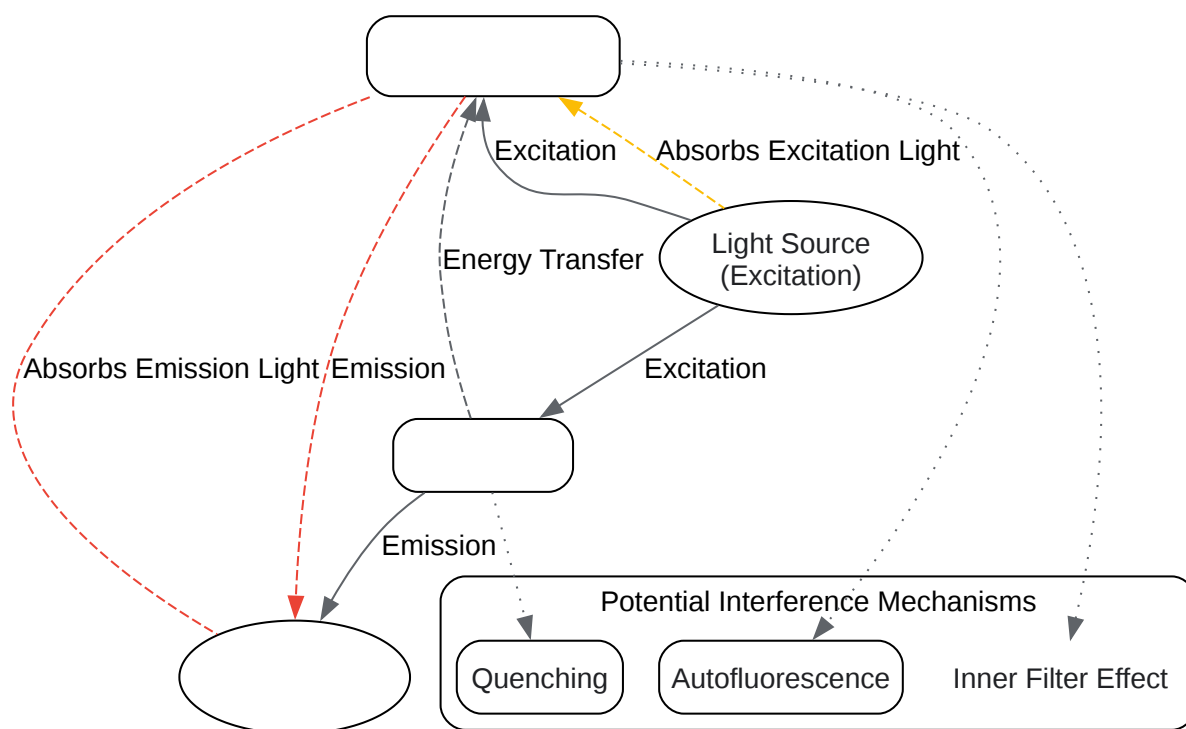 Excitation
Absorbs Excitation Light
Light Source
(Excitation)
Energy Transfer
Absorbs Emission Light
Emission
Excitation
Emission
Potential Interference Mechanisms
Quenching
Autofluorescence
Inner Filter Effect